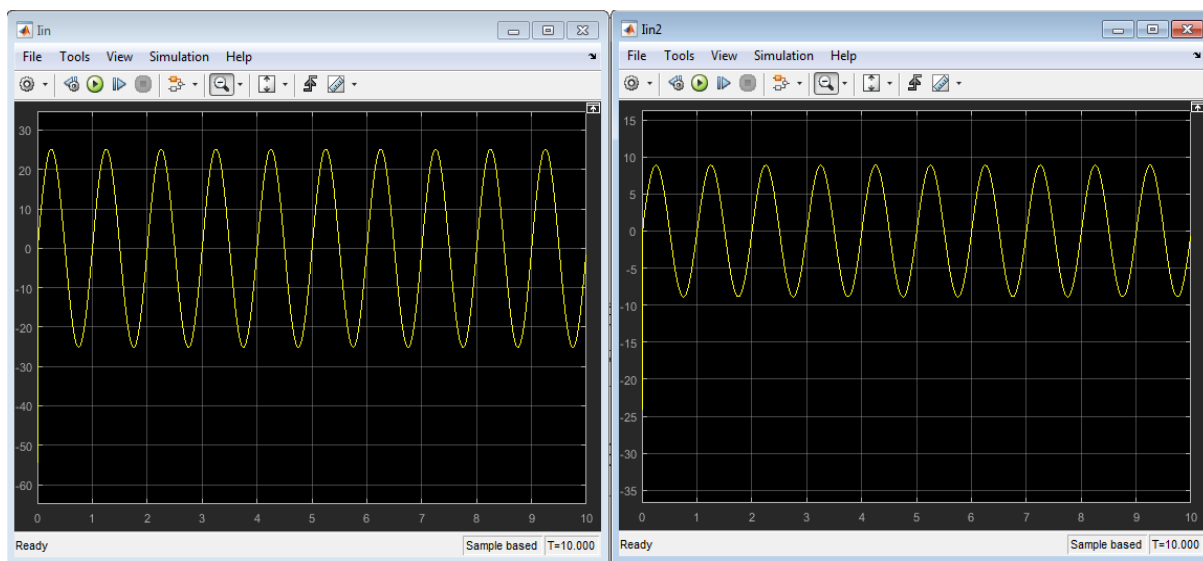 Iin
File Tools View Simulation Help
30
20
10
0
-10
-20
-30
-40
-50
-60
0 1 2 3 4 5 6 7 8 9 10
Ready Sample based T=10.000
Iin2
File Tools View Simulation Help
15
10
5
0
-5
-10
-15
-20
-25
-30
-35
0 1 2 3 4 5 6 7 8 9 10
Ready Sample based T=10.000